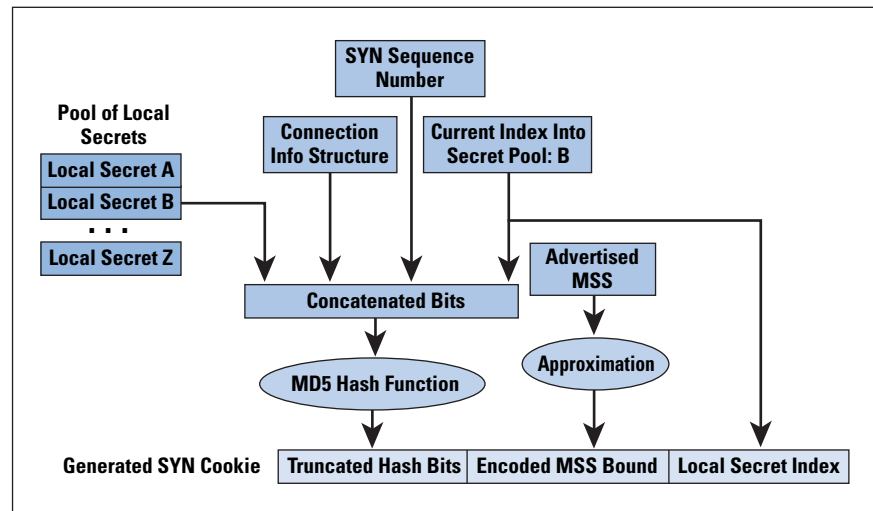 SYN Sequence
Number
Pool of Local
Secrets
Connection
Info Structure
Current Index Into
Secret Pool: B
Local Secret A
Local Secret B
. . .
Local Secret Z
Advertised
MSS
Concatenated Bits
MD5 Hash Function
Approximation
Generated SYN Cookie
Truncated Hash Bits
Encoded MSS Bound
Local Secret Index